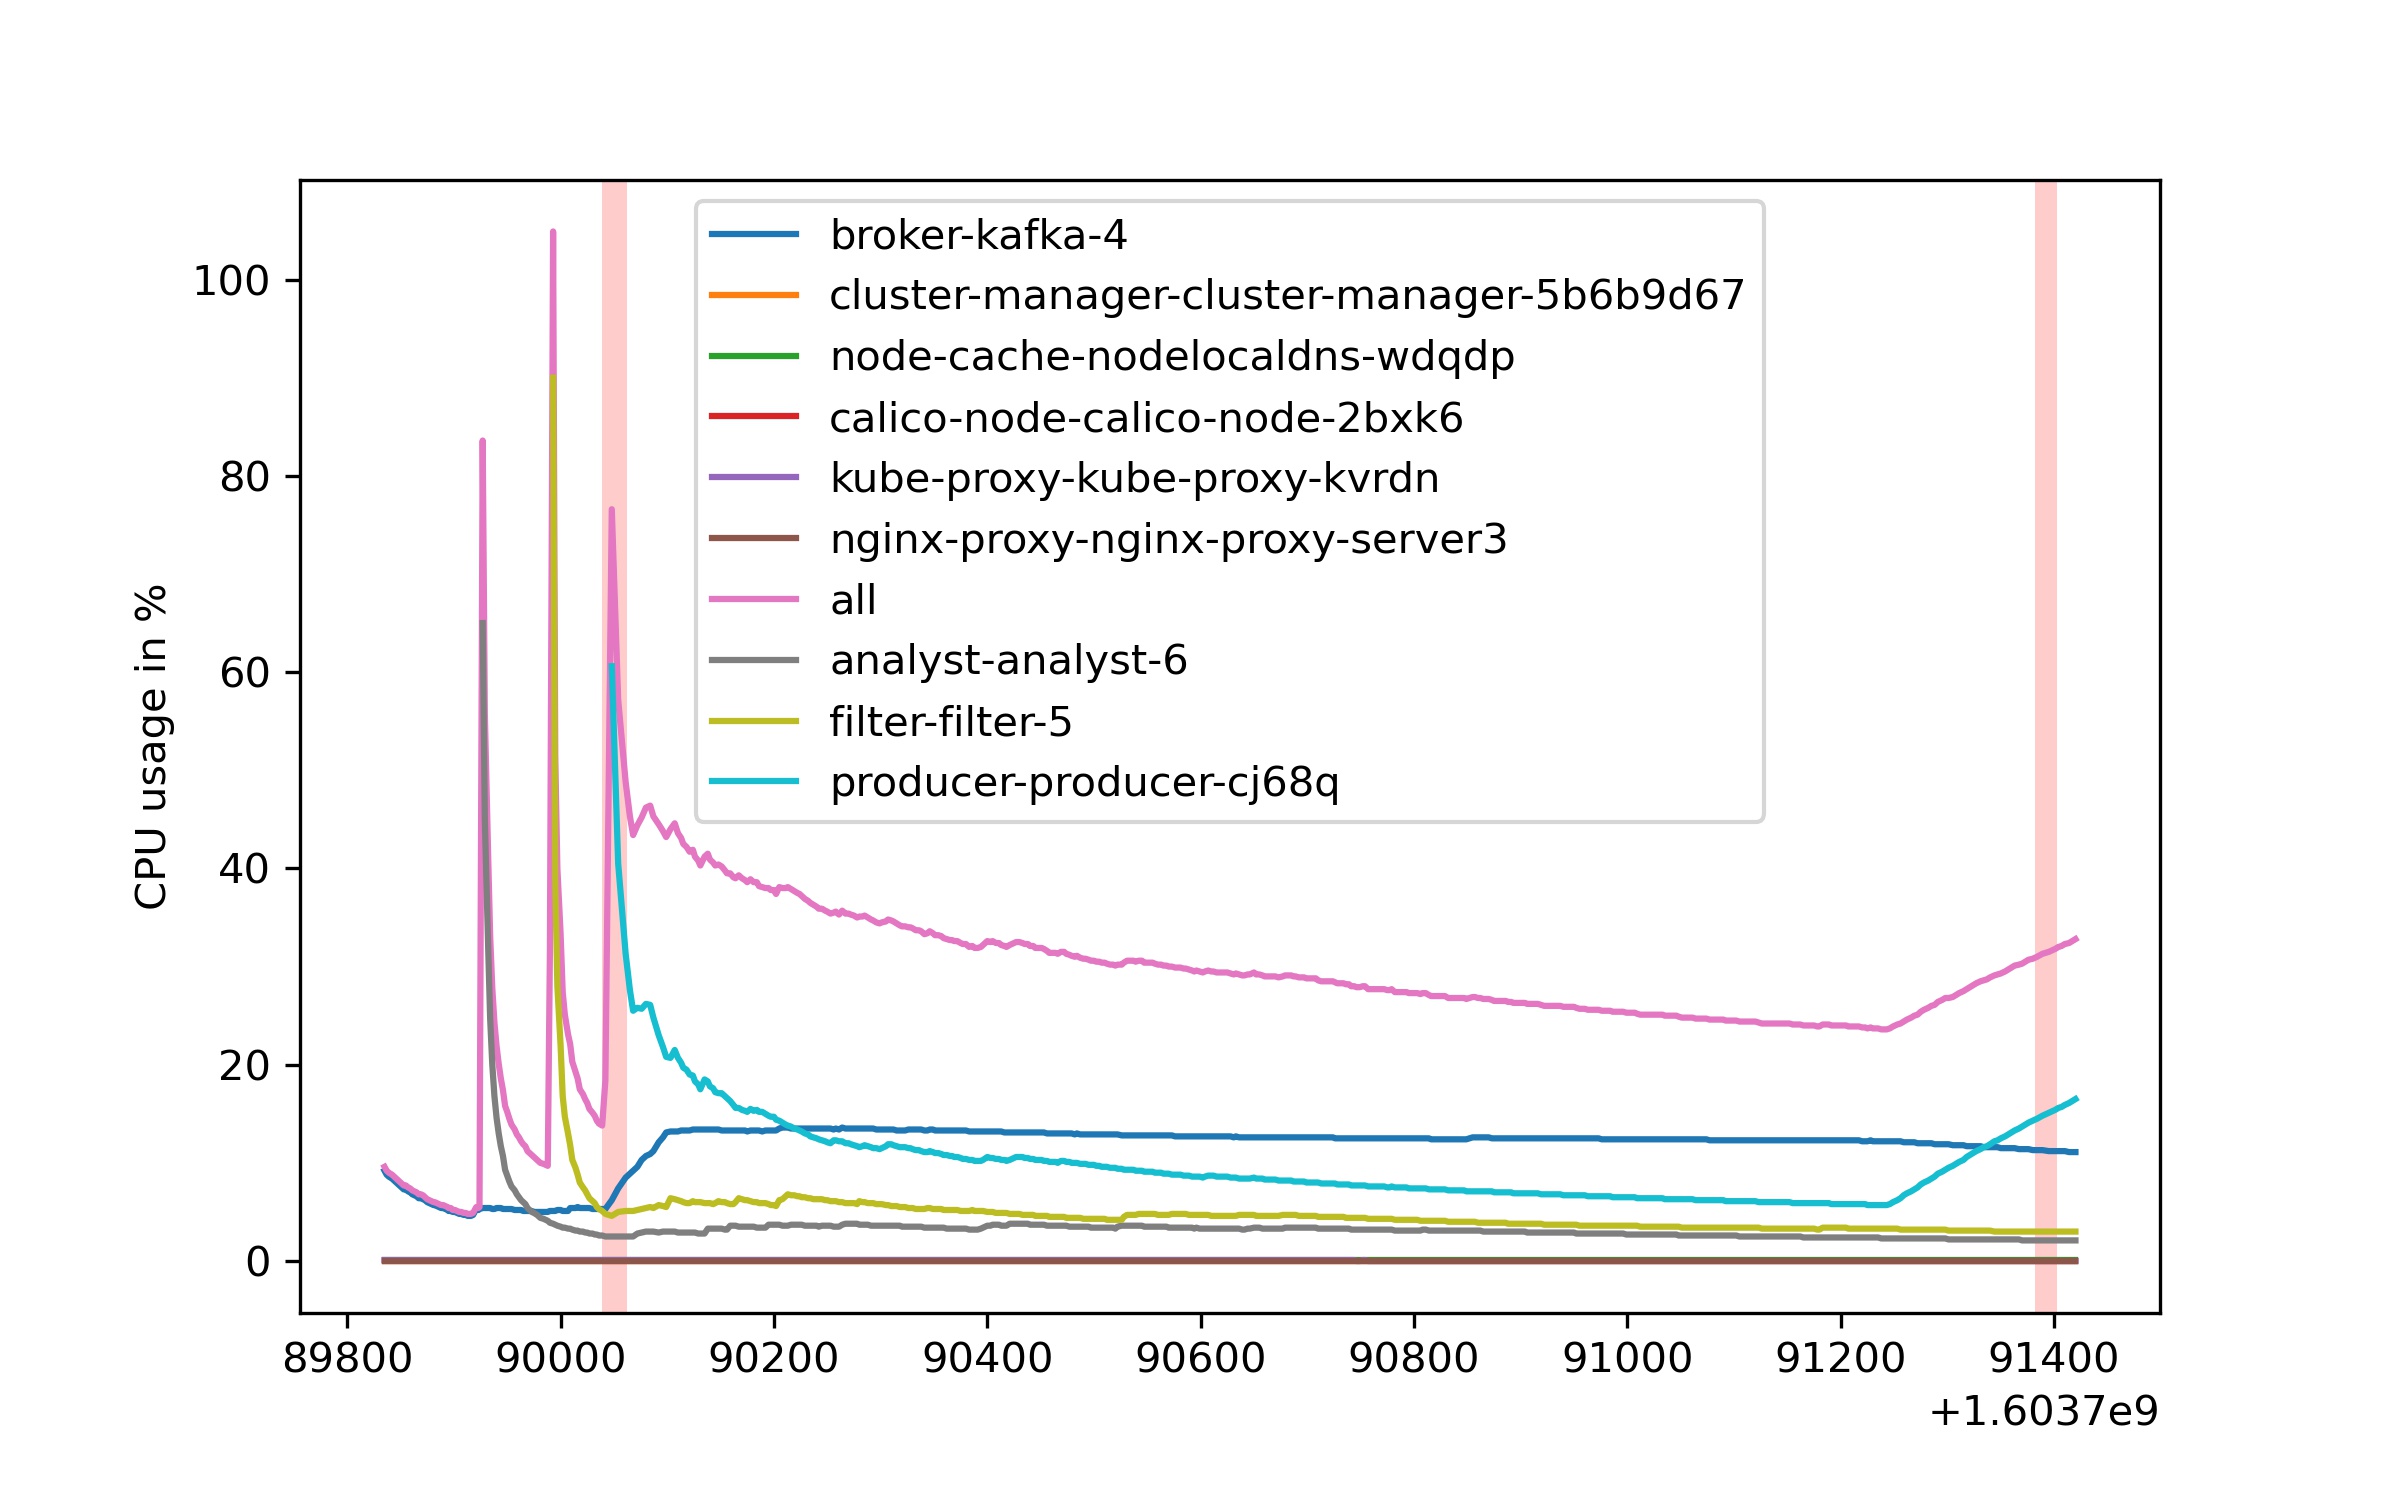 CPU usage in %
100
80
60
40
20
0
broker-kafka-4
cluster-manager-cluster-manager-5b6b9d67
node-cache-nodelocaldns-wdqdp
calico-node-calico-node-2bxk6
kube-proxy-kube-proxy-kvrdn
nginx-proxy-nginx-proxy-server3
all
analyst-analyst-6
filter-filter-5
producer-producer-cj68q
89800 90000 90200 90400 90600 90800 91000 91200 91400
+1.6037e9